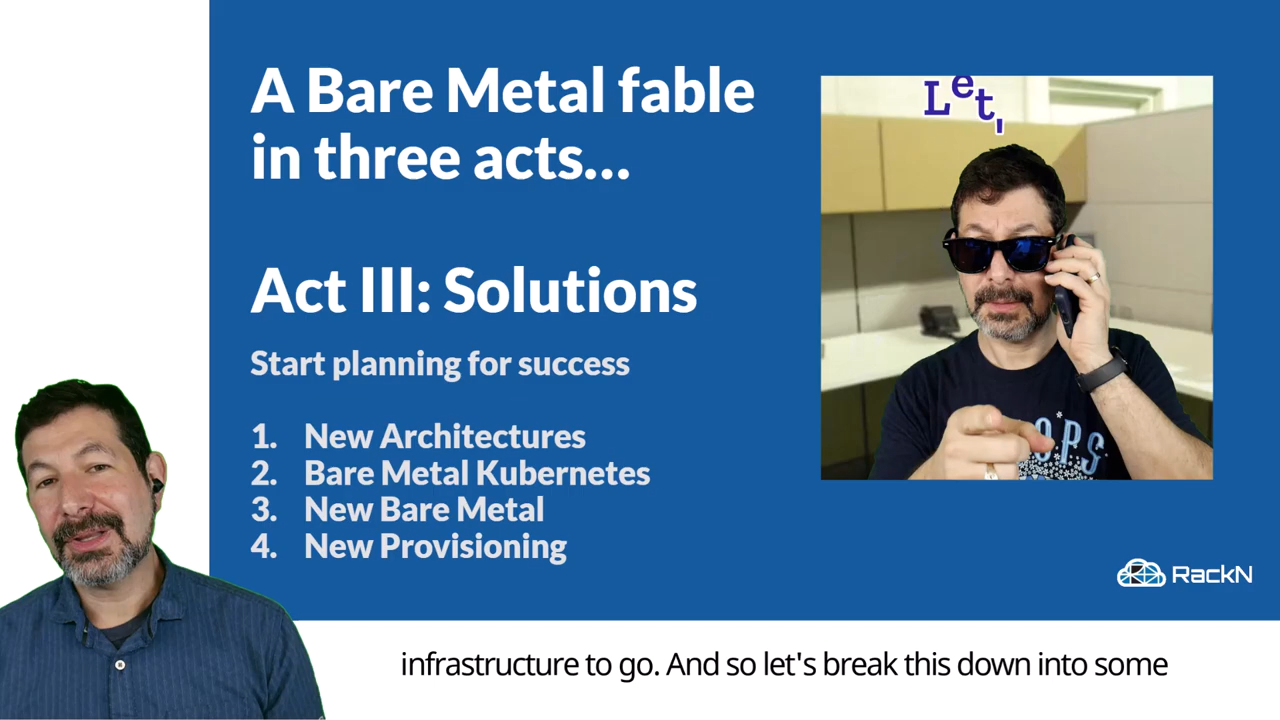 A Bare Metal fable
in three acts...
Act III: Solutions
Start planning for success
1. New Architectures
2. Bare Metal Kubernetes
3. New Bare Metal
4. New Provisioning
Let,
OPS
RackN
infrastructure to go. And so let's break this down into some